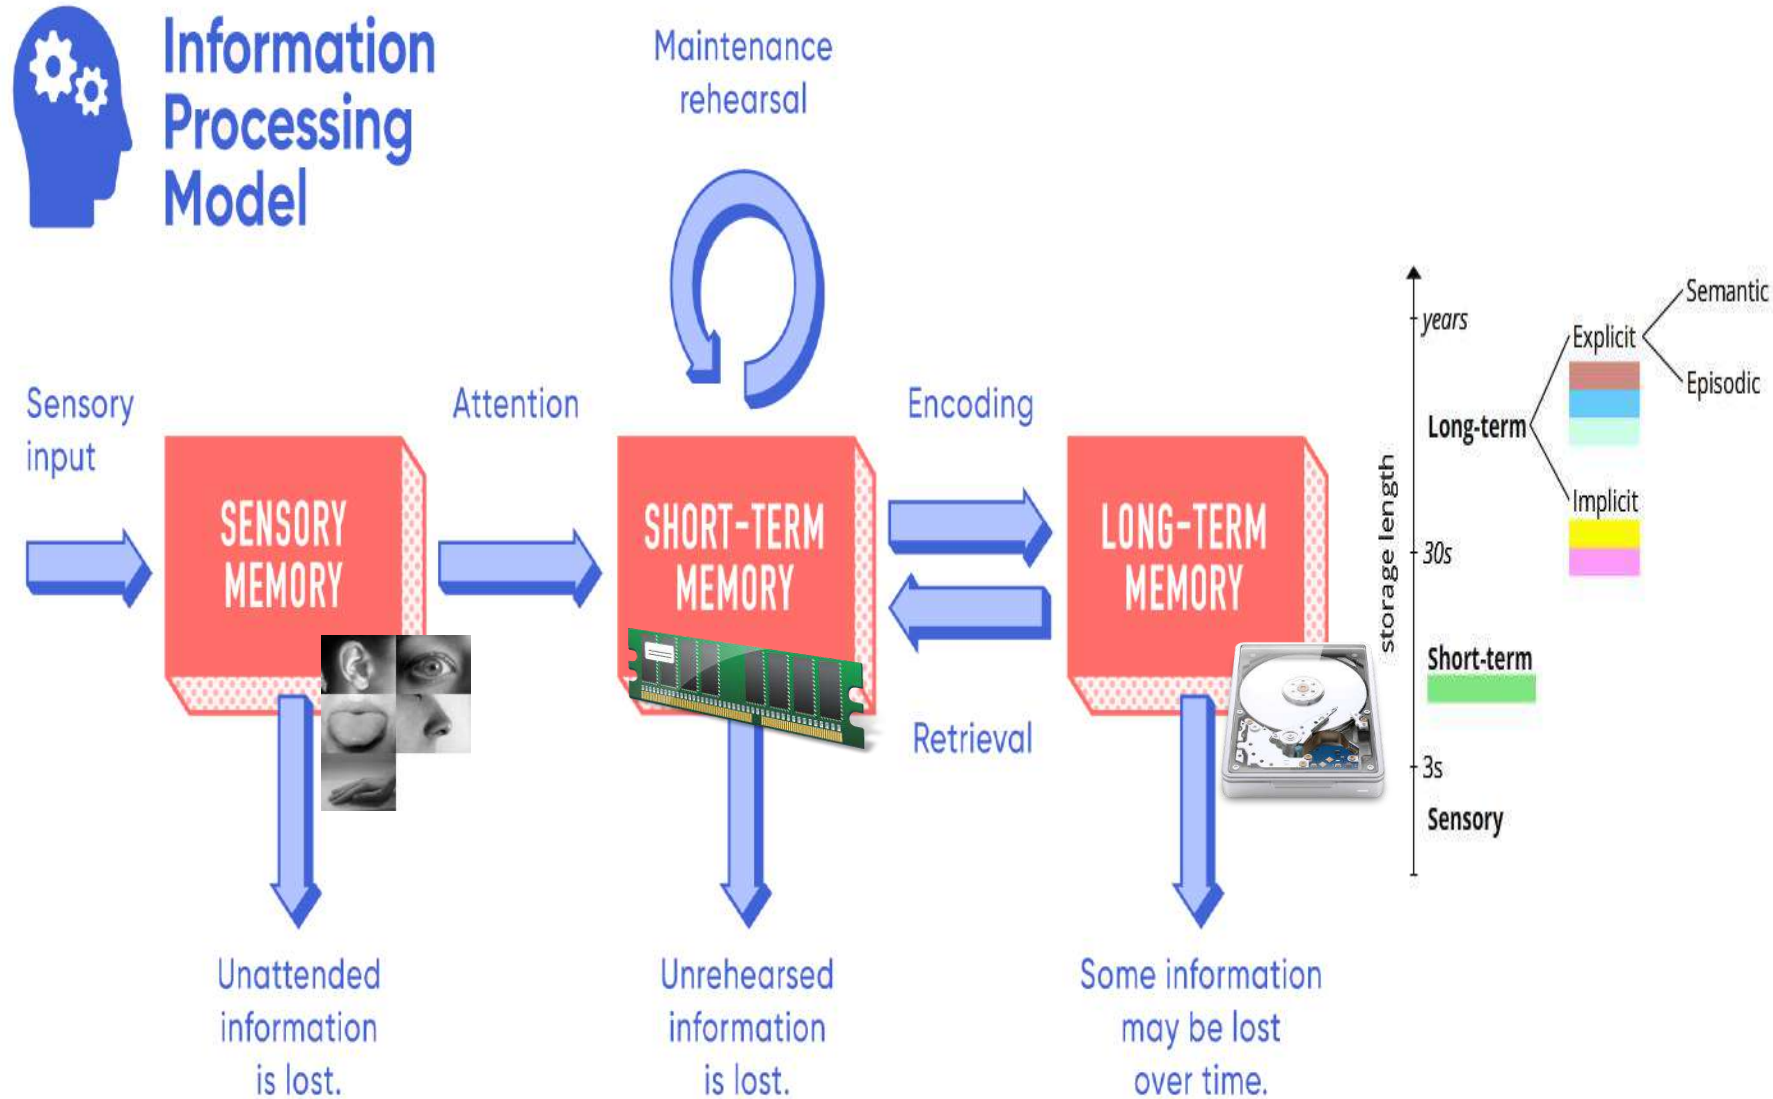 Information
Processing
Model
Maintenance
rehearsal
Sensory
input
Attention
Encoding
SENSORY
MEMORY
SHORT-TERM
MEMORY
LONG-TERM
MEMORY
Retrieval
Unattended
information
is lost.
Unrehearsed
information
is lost.
Some information
may be lost
over time.
storage length
years
30s
3s
Long-term
Explicit
Semantic
Episodic
Implicit
Short-term
Sensory